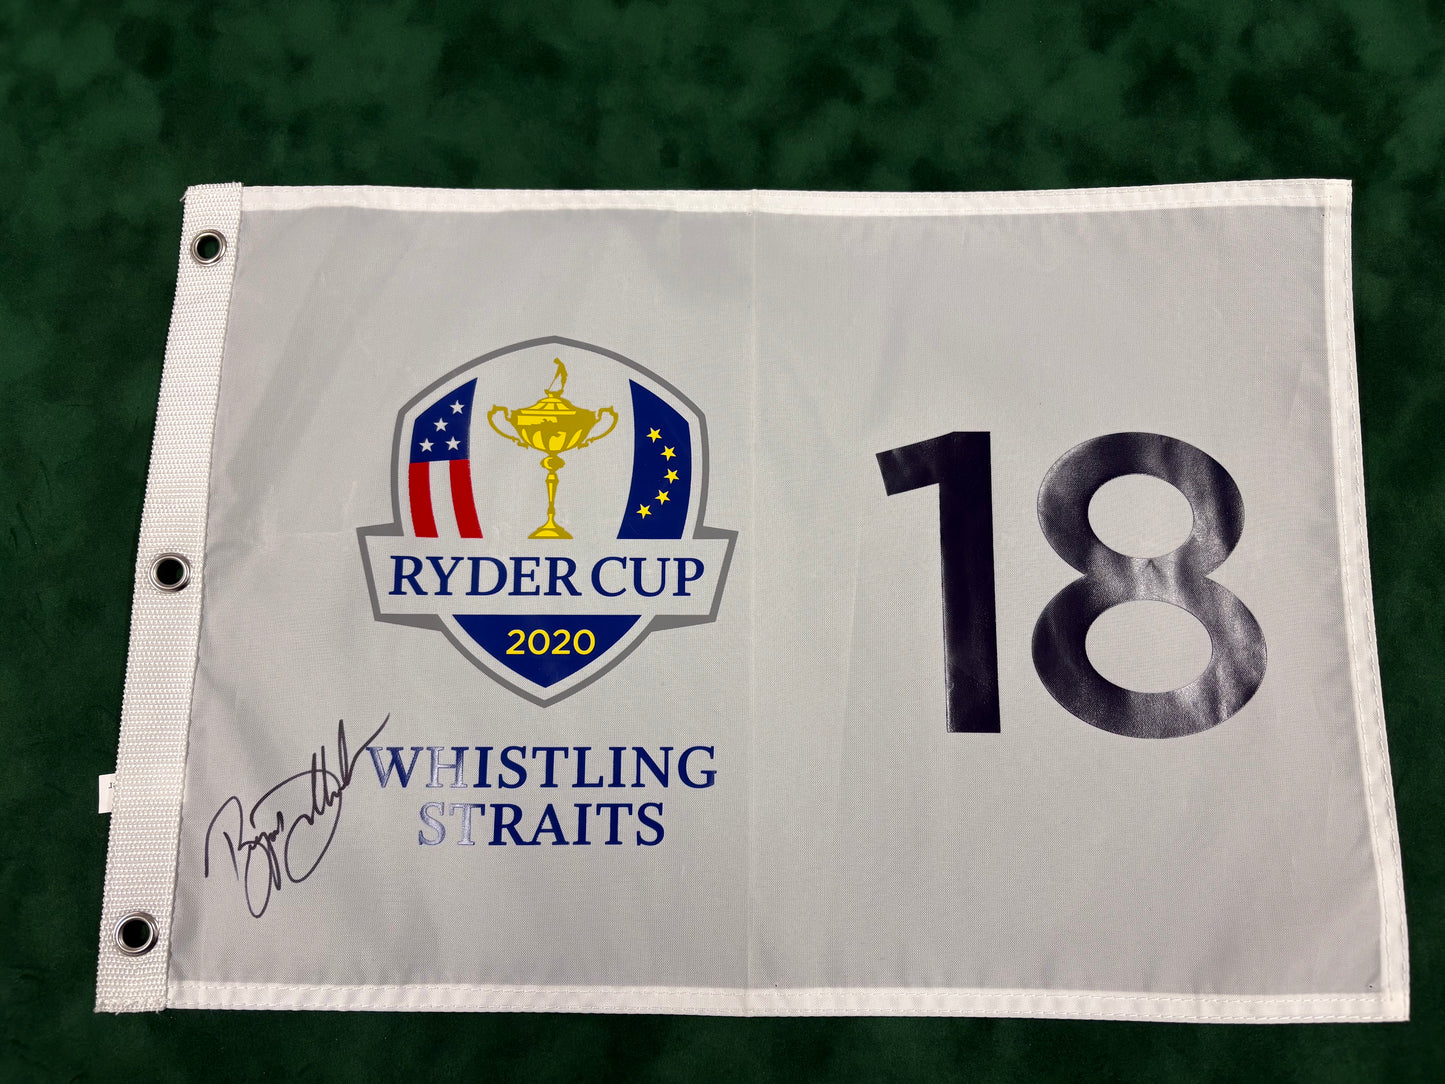 RYDER CUP
2020
WHISTLING
STRAITS
18